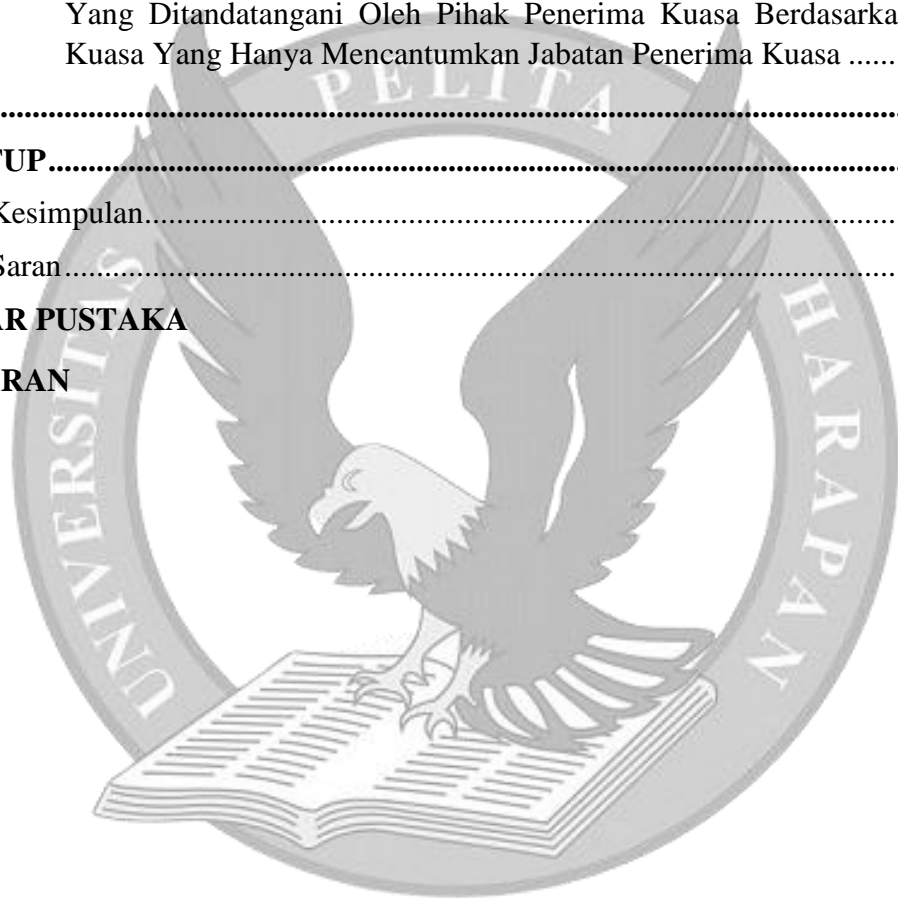 Yang Ditandatangani Oleh Pihak Penerima Kuasa Berdasarka
Kuasa Yang Hanya Mencantumkan Jabatan Penerima Kuasa ......
................................................................................
TUP................................................................................
Kesimpulan................................................................................
Saran................................................................................
AR PUSTAKA
RAN
UNIVERSITAS PELITA HARAPAN